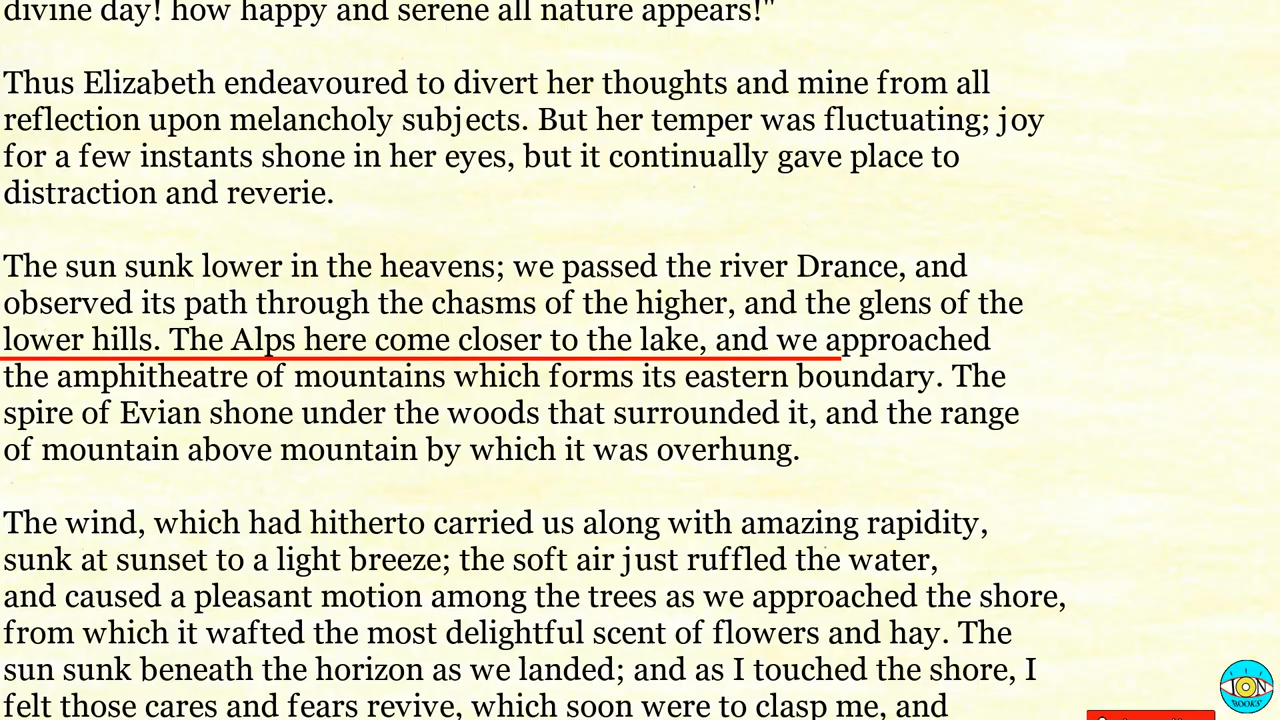 divine day! how happy and serene all nature appears!"
Thus Elizabeth endeavoured to divert her thoughts and mine from all
reflection upon melancholy subjects. But her temper was fluctuating; joy
for a few instants shone in her eyes, but it continually gave place to
distraction and reverie.
The sun sunk lower in the heavens; we passed the river Drance, and
observed its path through the chasms of the higher, and the glens of the
lower hills. The Alps here come closer to the lake, and we approached
the amphitheatre of mountains which forms its eastern boundary. The
spire of Evian shone under the woods that surrounded it, and the range
of mountain above mountain by which it was overhung.
The wind, which had hitherto carried us along with amazing rapidity,
sunk at sunset to a light breeze; the soft air just ruffled the water,
and caused a pleasant motion among the trees as we approached the shore,
from which it wafted the most delightful scent of flowers and hay. The
sun sunk beneath the horizon as we landed; and as I touched the shore, I
felt those cares and fears revive, which soon were to clasp me, and
ION
BOOKS